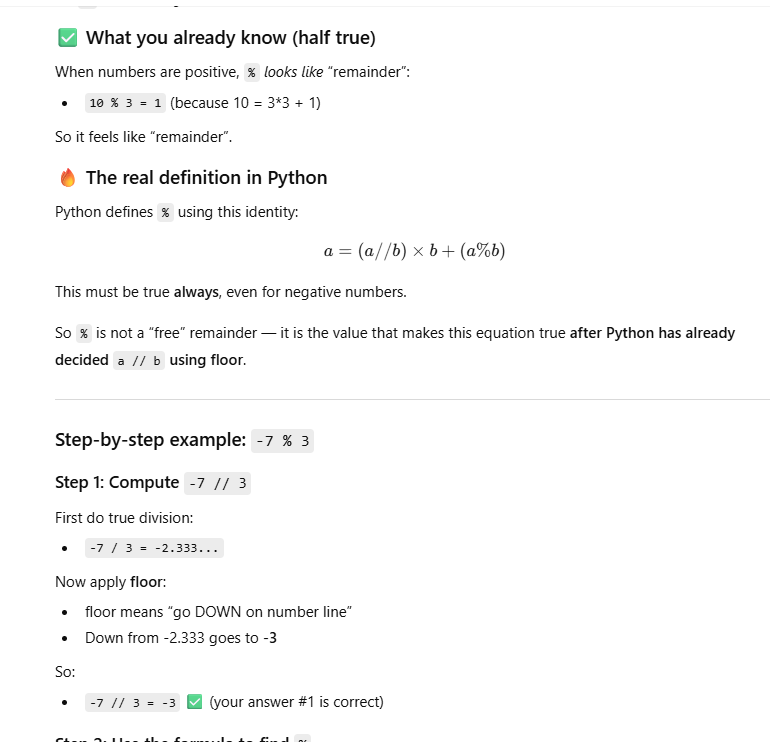 ✅ What you already know (half true)
When numbers are positive, % looks like “remainder”:
• 10 % 3 = 1 (because 10 = 3*3 + 1)
So it feels like “remainder”.
🔥 The real definition in Python
Python defines % using this identity:
a = (a//b) × b + (a%b)
This must be true always, even for negative numbers.
So % is not a “free” remainder — it is the value that makes this equation true after Python has already
decided a // b using floor.
Step-by-step example: -7 % 3
Step 1: Compute -7 // 3
First do true division:
• -7 / 3 = -2.333...
Now apply floor:
• floor means “go DOWN on number line”
• Down from -2.333 goes to -3
So:
• -7 // 3 = -3 ✅ (your answer #1 is correct)
Step 2: Use the formula to find %